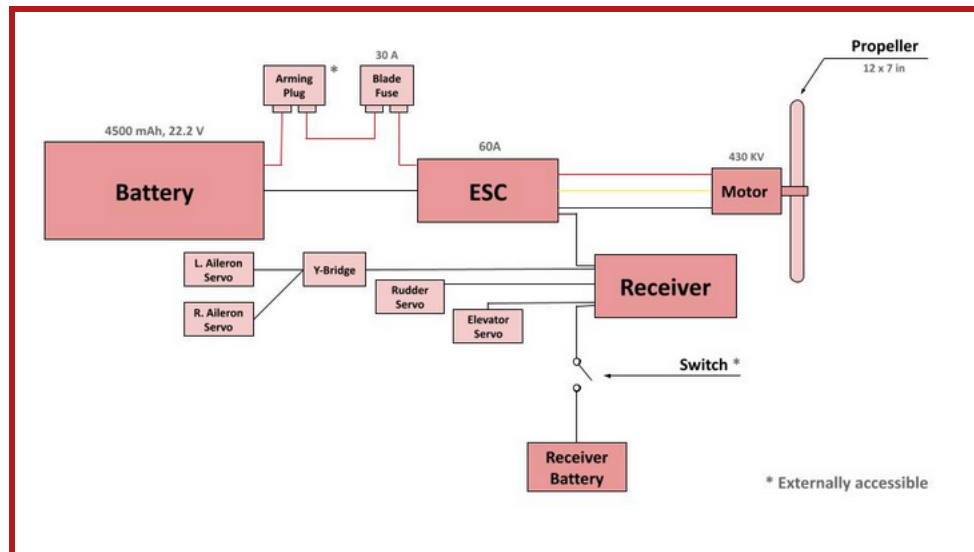 Propeller
12 x 7 in
30 A
Arming
Plug
*
Blade
Fuse
4500 mAh, 22.2 V
60A
430 KV
Battery
ESC
Motor
L. Aileron
Servo
Y-Bridge
Rudder
Servo
Receiver
R. Aileron
Servo
Elevator
Servo
Switch *
Receiver
Battery
* Externally accessible